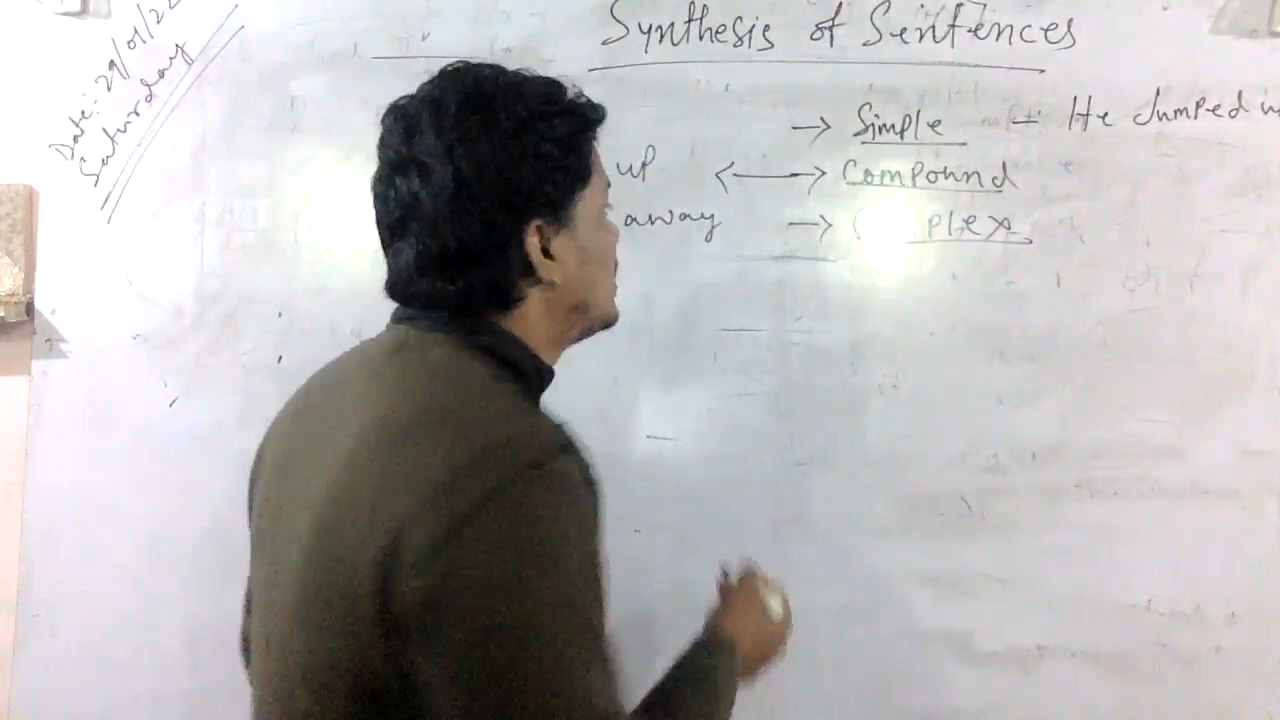 Date: 29/01/22
Saturday
Synthesis of Sentences
→ Simple – He Jumped
up ↔ Compound
away → plex